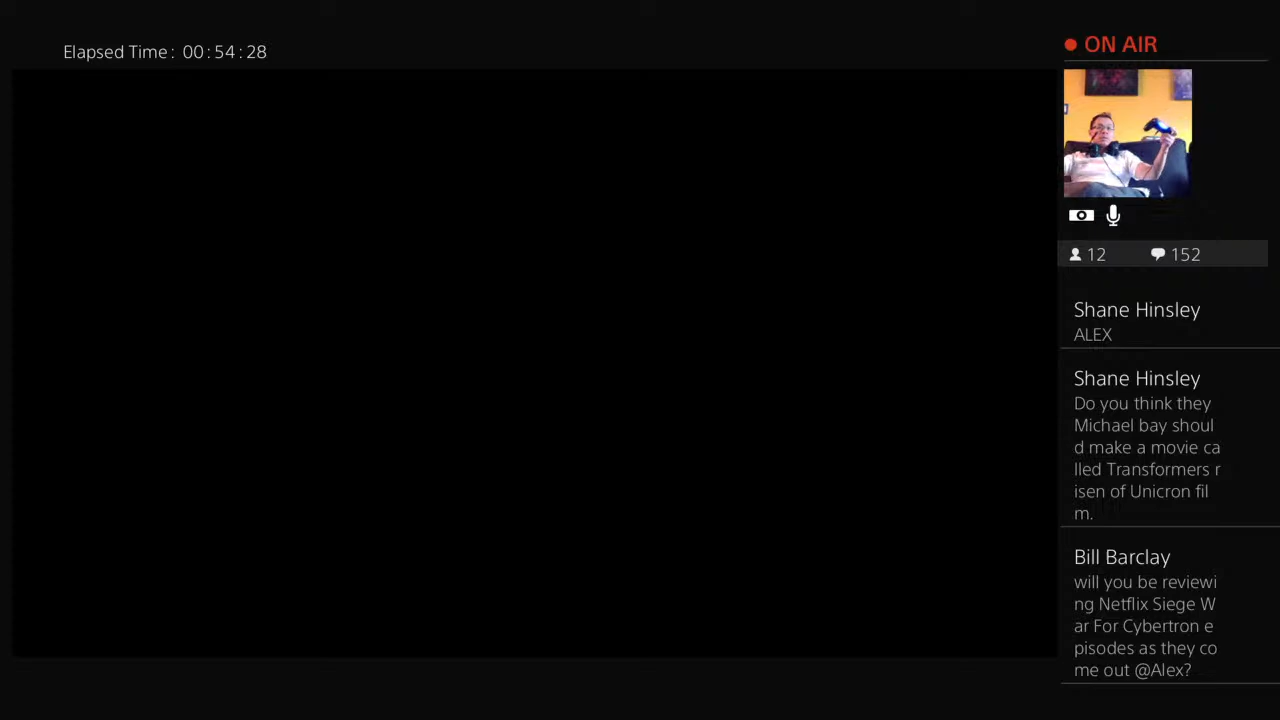 Elapsed Time: 00:54:28
ON AIR
12 152
Shane Hinsley
ALEX
Shane Hinsley
Do you think they
Michael bay shoul
d make a movie ca
lled Transformers r
isen of Unicron fil
m.
Bill Barclay
will you be reviewi
ng Netflix Siege W
ar For Cybertron e
pisodes as they co
me out @Alex?